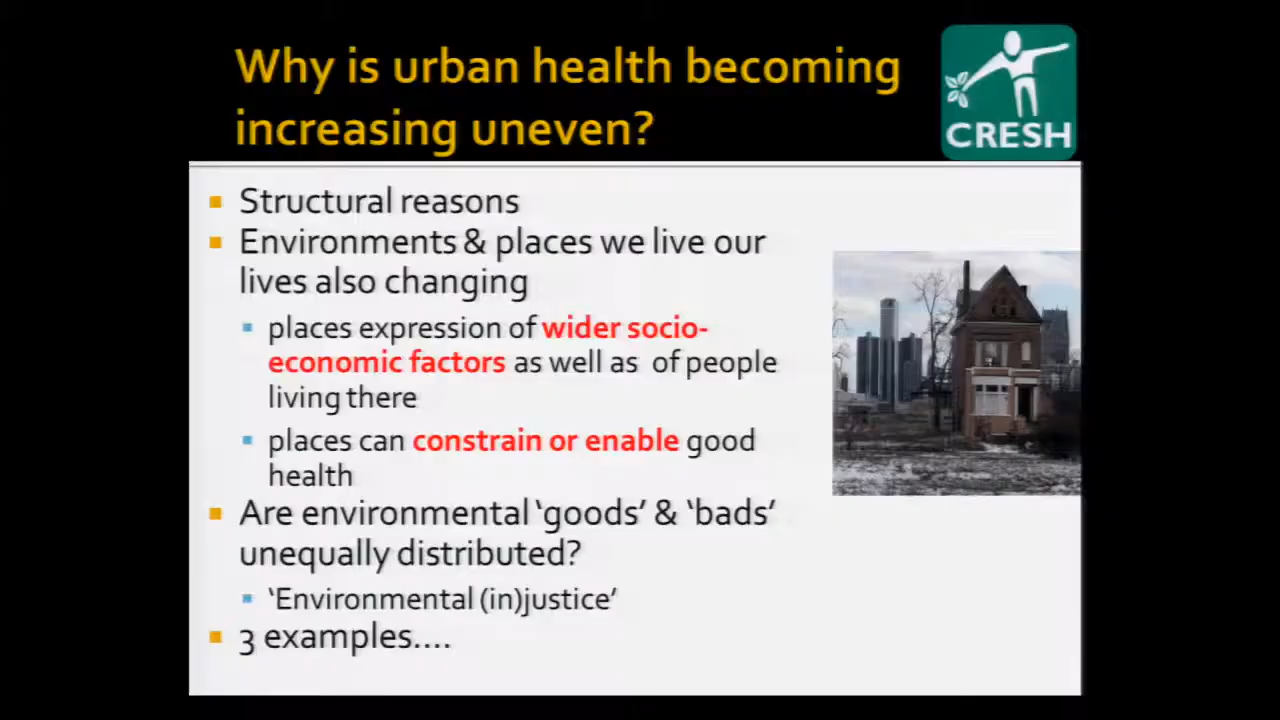 Why is urban health becoming
increasing uneven?
CRESH
Structural reasons
Environments & places we live our
lives also changing
places expression of wider socio-
economic factors as well as of people
living there
places can constrain or enable good
health
Are environmental ‘goods’ & ‘bads’
unequally distributed?
‘Environmental (in)justice’
3 examples....